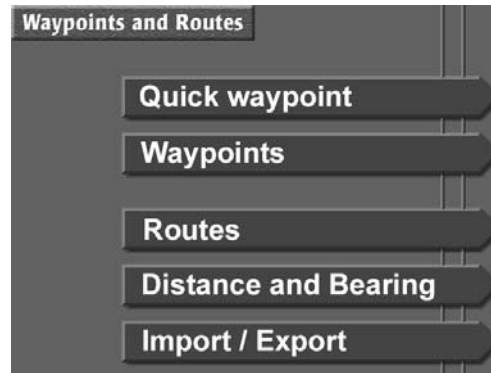 Waypoints and Routes
Quick waypoint
Waypoints
Routes
Distance and Bearing
Import / Export